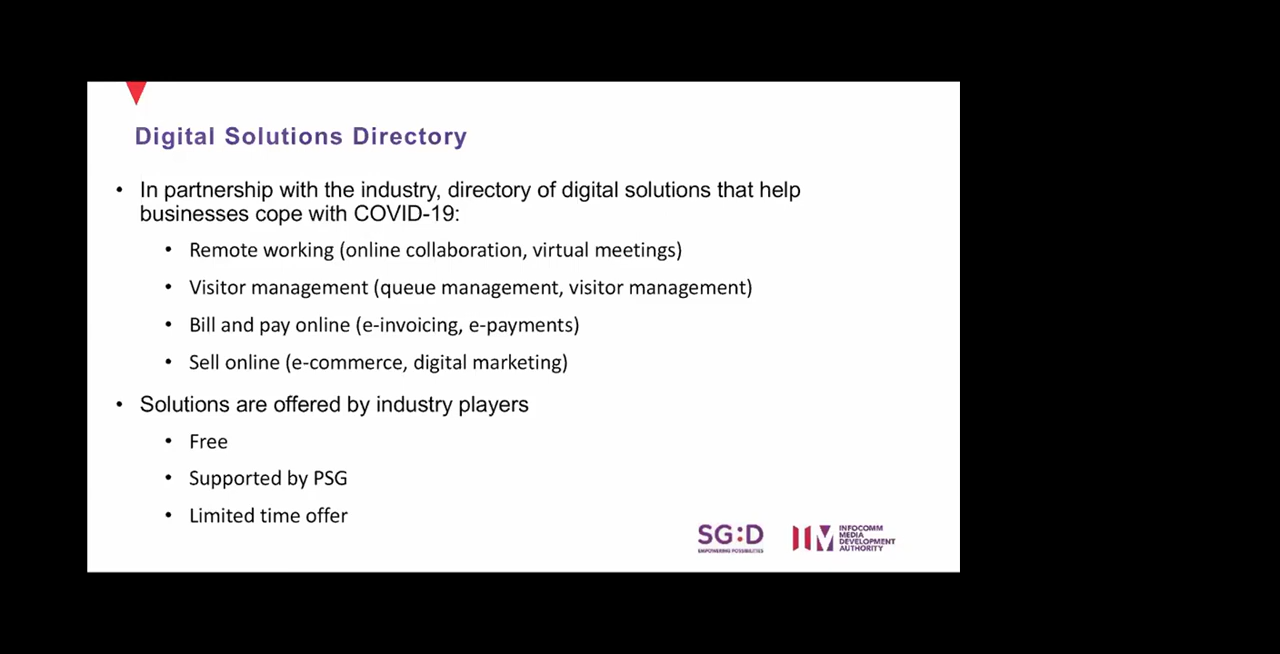 Digital Solutions Directory
• In partnership with the industry, directory of digital solutions that help
businesses cope with COVID-19:
• Remote working (online collaboration, virtual meetings)
• Visitor management (queue management, visitor management)
• Bill and pay online (e-invoicing, e-payments)
• Sell online (e-commerce, digital marketing)
• Solutions are offered by industry players
• Free
• Supported by PSG
• Limited time offer
SG:D
EMPOWERING POSSIBILITIES
INFOCOMM
MEDIA
DEVELOPMENT
AUTHORITY